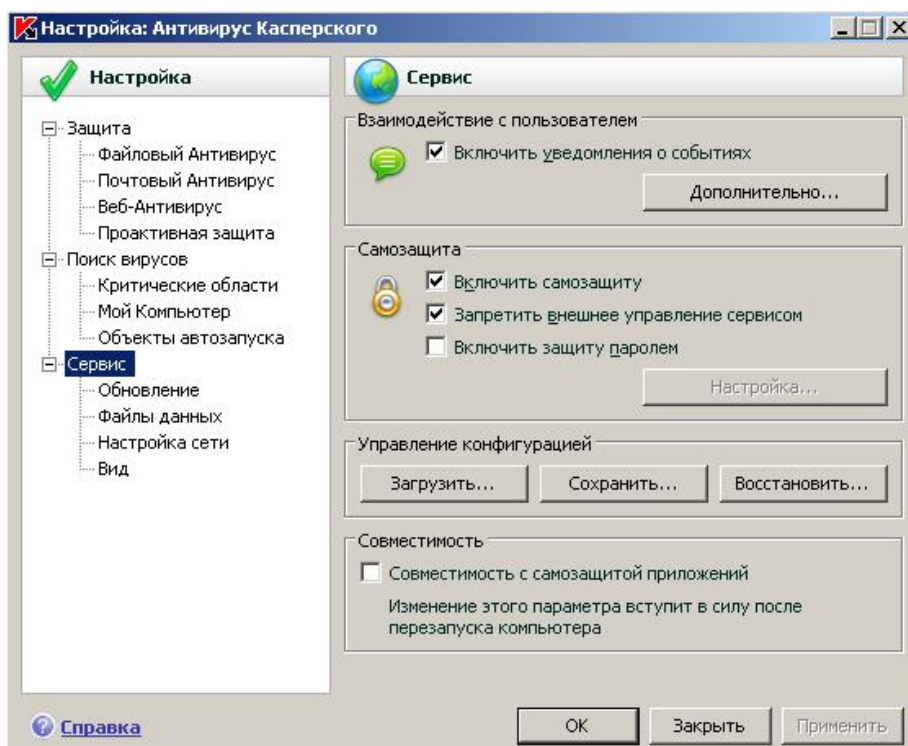 Настройка: Антивирус Касперского
Настройка
Защита
Файловый Антивирус
Почтовый Антивирус
Веб-Антивирус
Проактивная защита
Поиск вирусов
Критические области
Мой Компьютер
Объекты автозапуска
Сервис
Обновление
Файлы данных
Настройка сети
Вид
Сервис
Взаимодействие с пользователем
Включить уведомления о событиях
Дополнительно...
Самозащита
Включить самозащиту
Запретить внешнее управление сервисом
Включить защиту паролем
Настройка...
Управление конфигурацией
Загрузить... Сохранить... Восстановить...
Совместимость
Совместимость с самозащитой приложений
Изменение этого параметра вступит в силу после
перезапуска компьютера
Справка
ОК Закрыть Применить